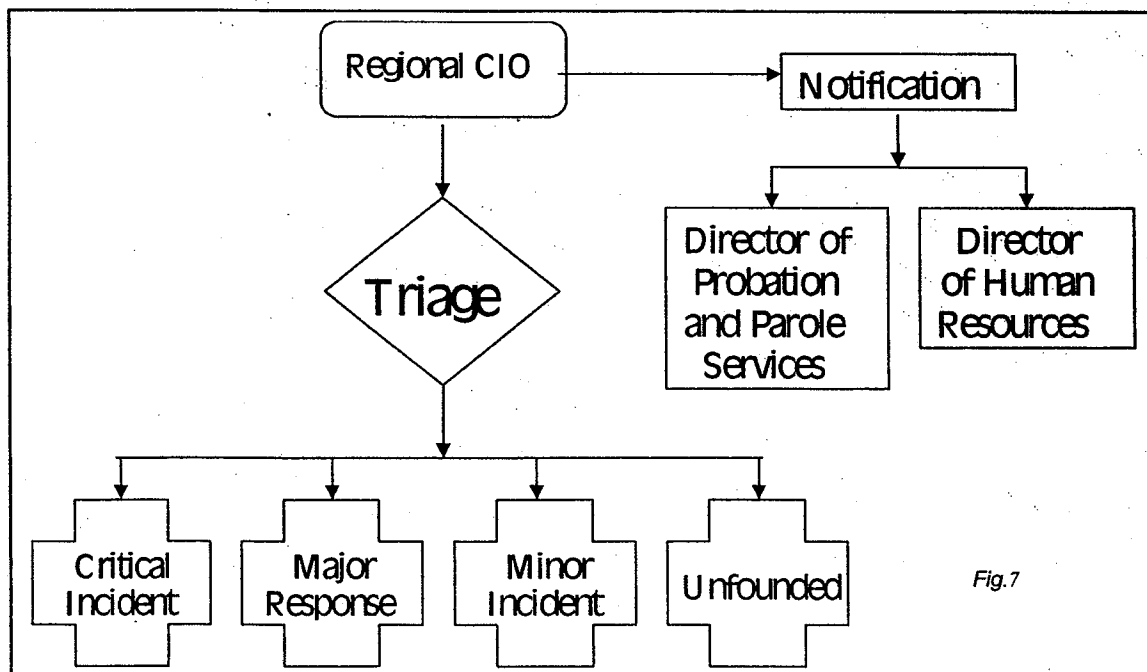 Regional CIO
Notification
Triage
Director of
Probation
and Parole
Services
Director
of Human
Resources
Critical
Incident
Major
Response
Minor
Incident
Unfounded
Fig.7